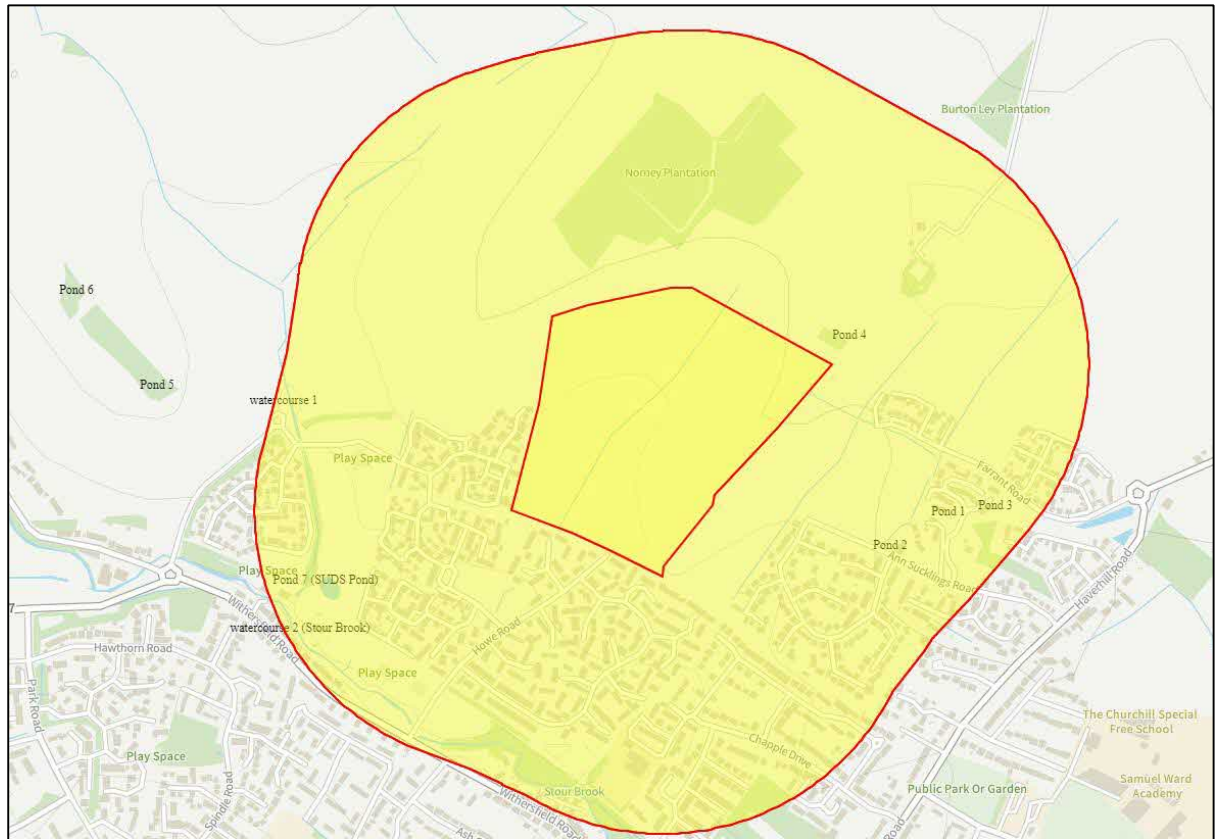 Burton Ley Plantation
Norney Plantation
Pond 6
Pond 4
Pond 5
watercourse 1
Play Space
Farrant Road
Pond 1
Pond 3
Pond 2
Ann Sucklings Road
Haverhill Road
Play Space
Pond 7 (SUDS Pond)
7
Withersfield Road
watercourse 2 (Stour Brook)
Howe Road
Hawthorn Road
Play Space
Park Road
The Churchill Special
Free School
Chapple Drive
Play Space
Spindle Road
Samuel Ward
Academy
Stour Brook
Public Park Or Garden
Withersfield Road
Road